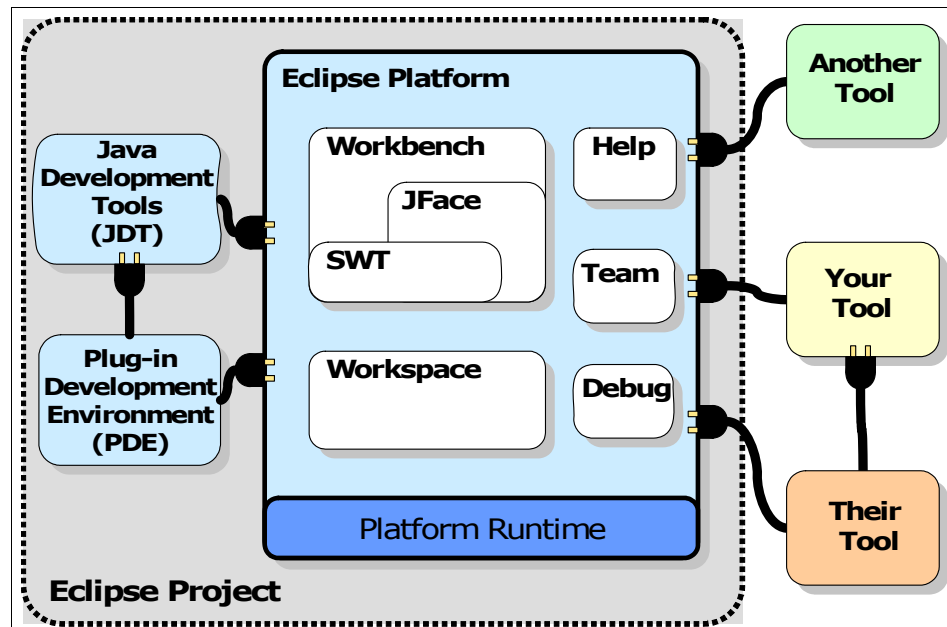 Eclipse Platform
Another
Tool
Workbench
Help
Java
Development
Tools
(JDT)
JFace
SWT
Team
Your
Tool
Plug-in
Development
Environment
(PDE)
Workspace
Debug
Their
Tool
Platform Runtime
Eclipse Project